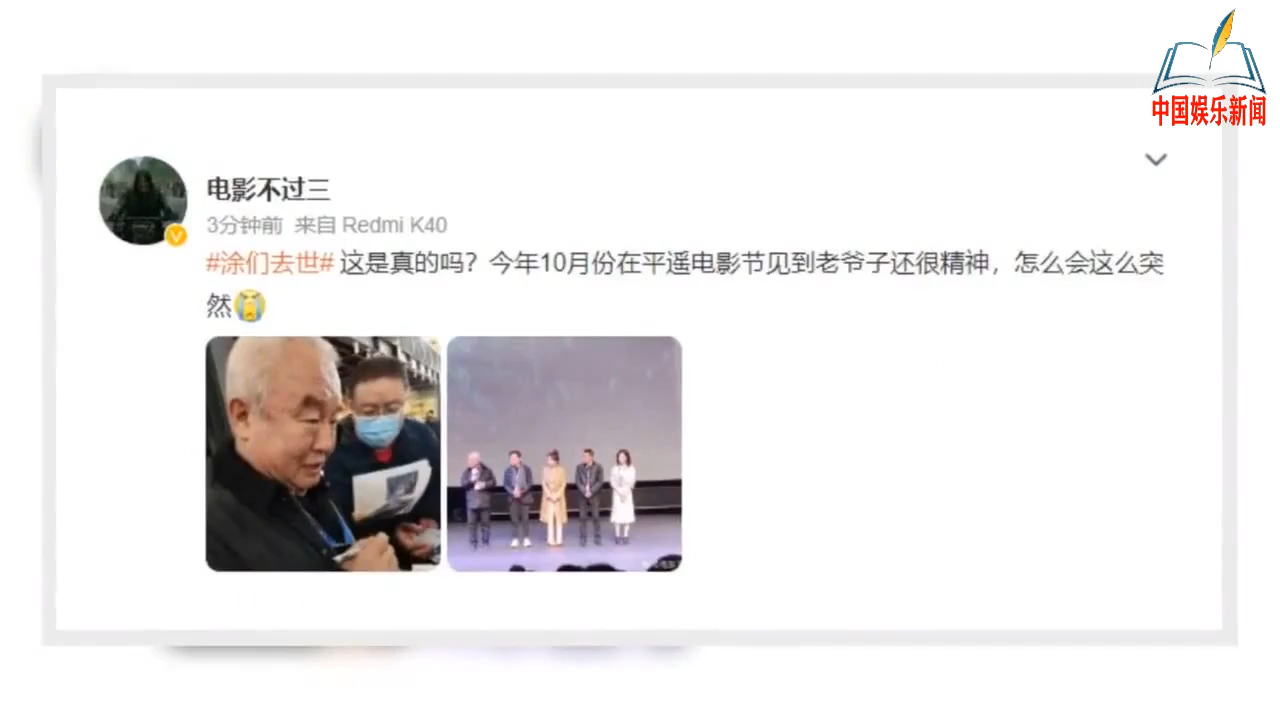 中国娱乐新闻
电影不过三
3分钟前 来自 Redmi K40
#涂们去世# 这是真的吗？今年10月份在平遥电影节见到老爷子还很精神，怎么会这么突
然